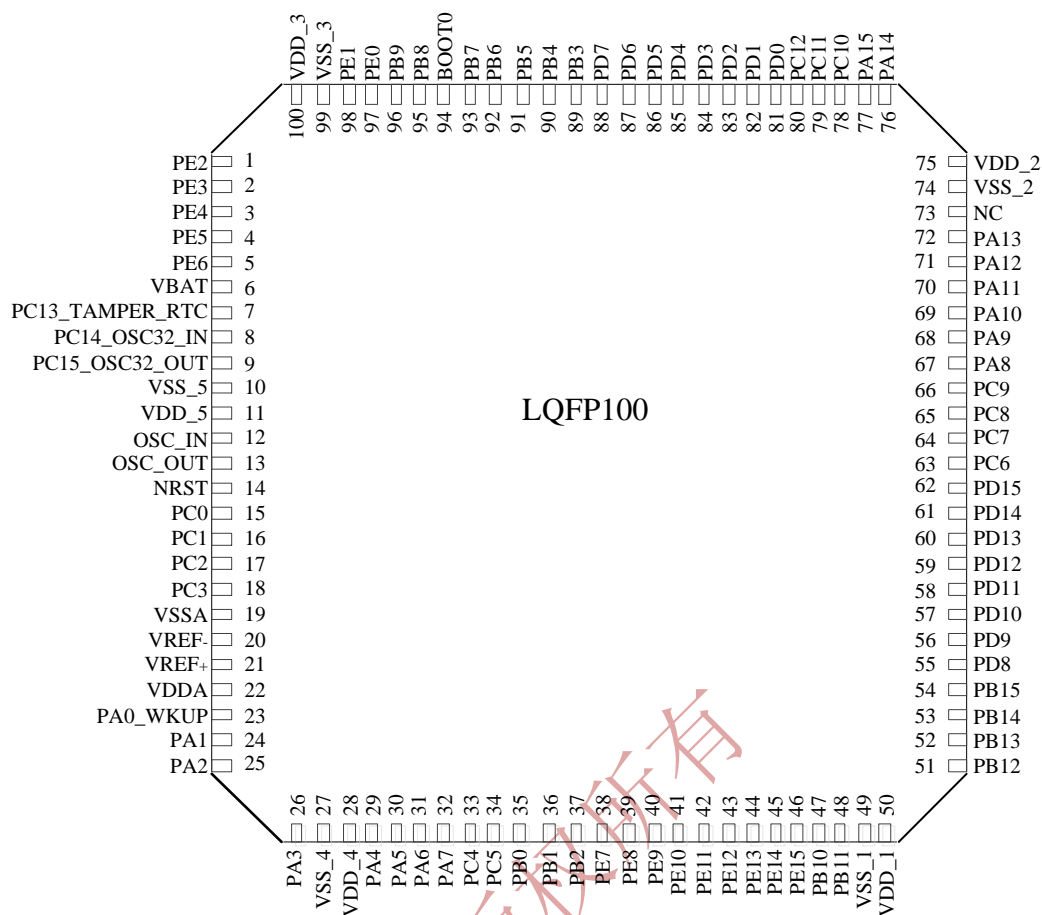 VDD_3 VSS_3 PE1 PE0 PB9 PB8 BOOT0 PB7 PB6 PB5 PB4 PB3 PD7 PD6 PD5 PD4 PD3 PD2 PD1 PD0 PC12 PC11 PC10 PA15 PA14
100 99 98 97 96 95 94 93 92 91 90 89 88 87 86 85 84 83 82 81 80 79 78 77 76
PE2 1 75 VDD_2
PE3 2 74 VSS_2
PE4 3 73 NC
PE5 4 72 PA13
PE6 5 71 PA12
VBAT 6 70 PA11
PC13_TAMPER_RTC 7 69 PA10
PC14_OSC32_IN 8 68 PA9
PC15_OSC32_OUT 9 67 PA8
VSS_5 10 66 PC9
LQFP100
VDD_5 11 65 PC8
OSC_IN 12 64 PC7
OSC_OUT 13 63 PC6
NRST 14 62 PD15
PC0 15 61 PD14
PC1 16 60 PD13
PC2 17 59 PD12
PC3 18 58 PD11
VSSA 19 57 PD10
VREF- 20 56 PD9
VREF+ 21 55 PD8
VDDA 22 54 PB15
PA0_WKUP 23 53 PB14
PA1 24 52 PB13
PA2 25 51 PB12
26 27 28 29 30 31 32 33 34 35 36 37 38 39 40 41 42 43 44 45 46 47 48 49 50
PA3 VSS_4 VDD_4 PA4 PA5 PA6 PA7 PC4 PC5 PB0 PB1 PB2 PE7 PE8 PE9 PE10 PE11 PE12 PE13 PE14 PE15 PB10 PB11 VSS_1 VDD_1
权所有